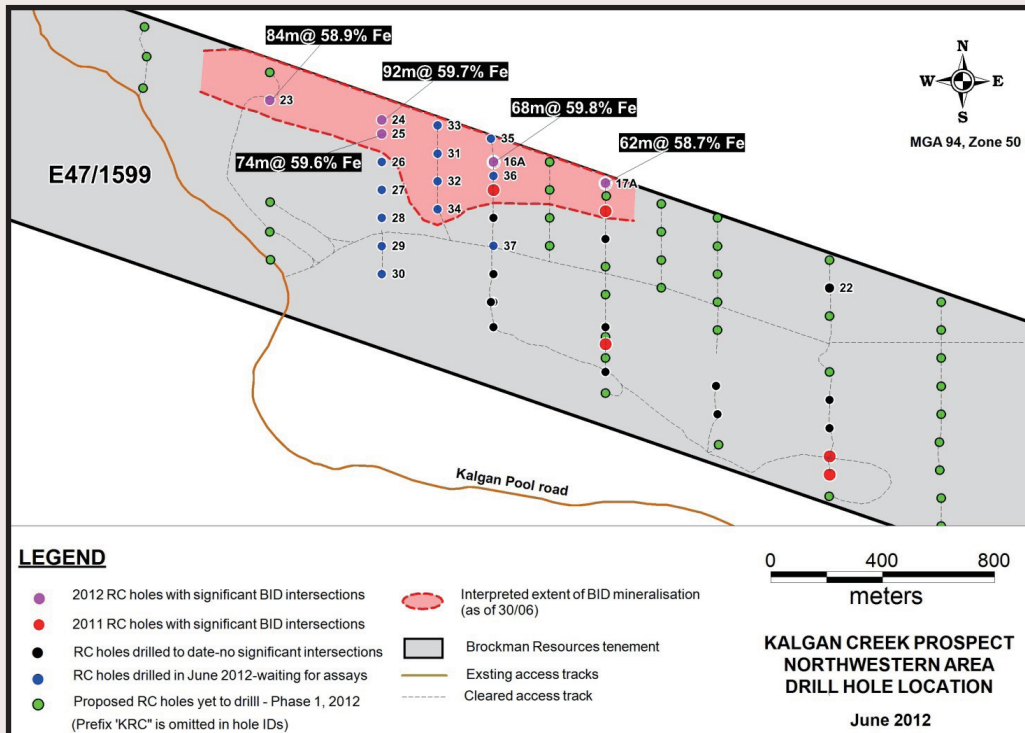 84m@ 58.9% Fe
92m@ 59.7% Fe
68m@ 59.8% Fe
62m@ 58.7% Fe
74m@ 59.6% Fe
N
W E
S
MGA 94, Zone 50
E47/1599
23
24
25
26
27
28
29
30
33
31
32
34
35
16A
36
37
17A
22
Kalgan Pool road
LEGEND
2012 RC holes with significant BID intersections
2011 RC holes with significant BID intersections
RC holes drilled to date-no significant intersections
RC holes drilled in June 2012-waiting for assays
Proposed RC holes yet to drilll - Phase 1, 2012
(Prefix 'KRC" is omitted in hole IDs)
Interpreted extent of BID mineralisation
(as of 30/06)
Brockman Resources tenement
Exsting access tracks
Cleared access track
0 400 800
meters
KALGAN CREEK PROSPECT
NORTHWESTERN AREA
DRILL HOLE LOCATION
June 2012